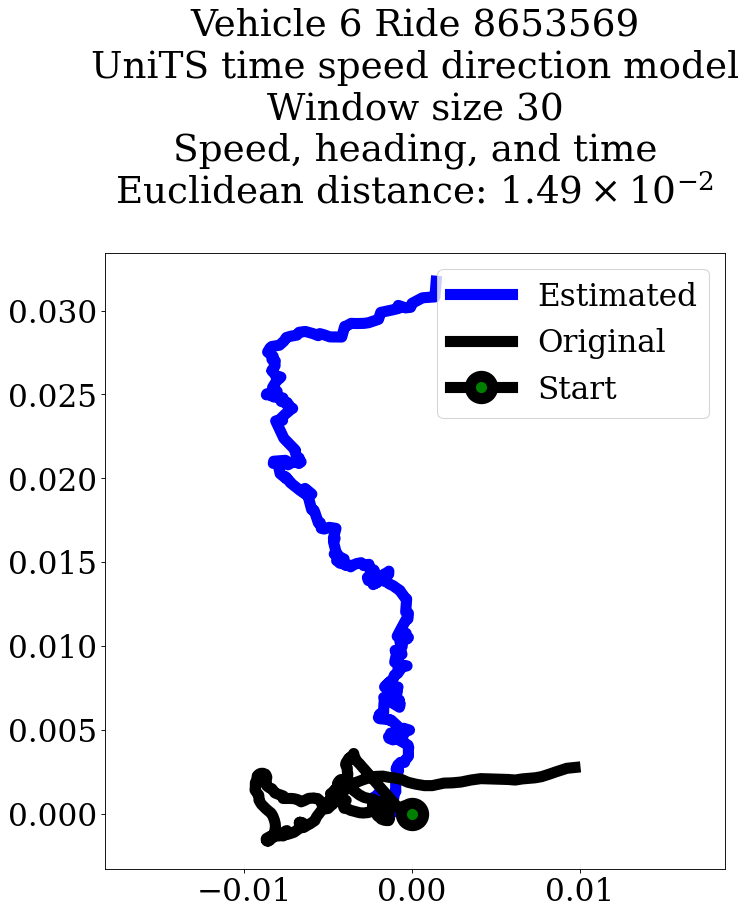 Vehicle 6 Ride 8653569
UniTS time speed direction model
Window size 30
Speed, heading, and time
Euclidean distance: 1.49 × 10⁻²
Estimated
Original
Start
0.030
0.025
0.020
0.015
0.010
0.005
0.000
−0.01 0.00 0.01